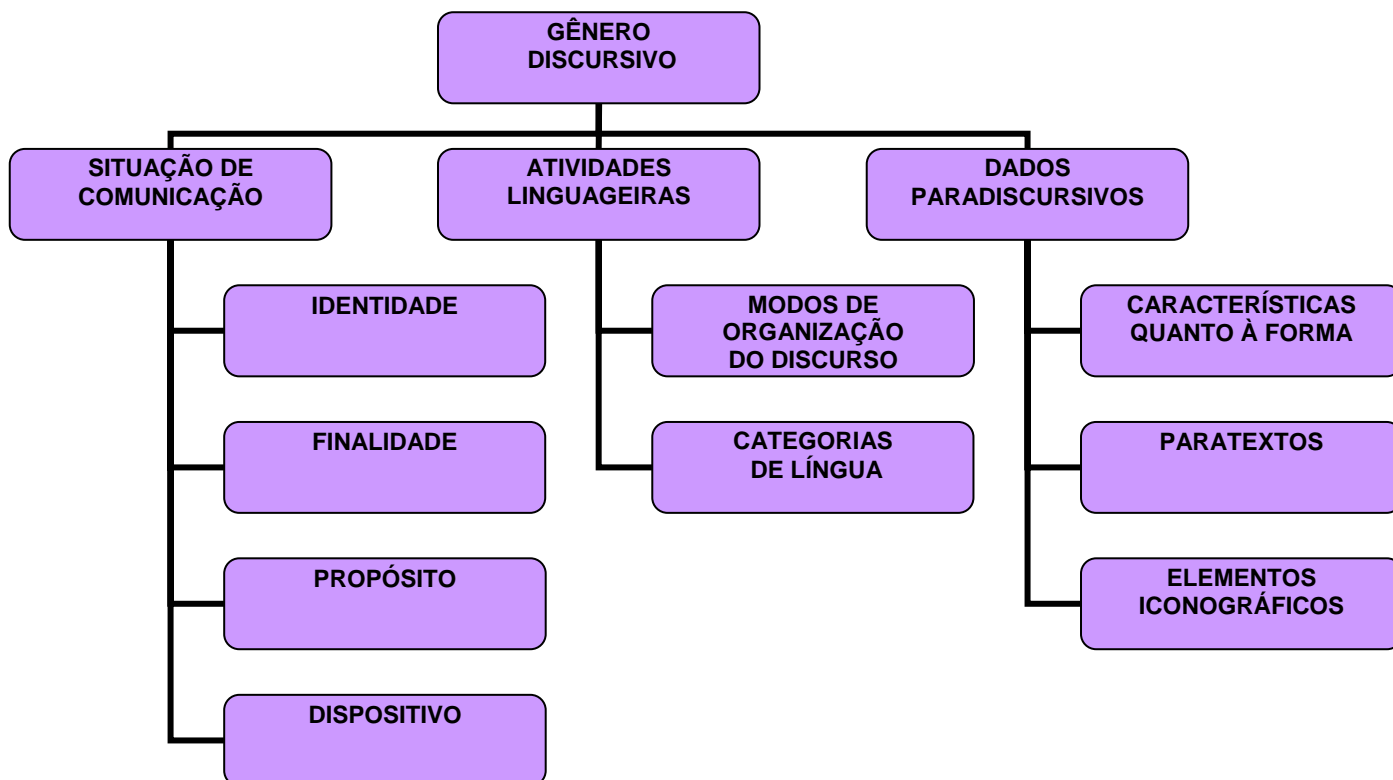 GÊNERO
DISCURSIVO
SITUAÇÃO DE
COMUNICAÇÃO
ATIVIDADES
LINGUAGEIRAS
DADOS
PARADISCURSIVOS
IDENTIDADE
FINALIDADE
PROPÓSITO
DISPOSITIVO
MODOS DE
ORGANIZAÇÃO
DO DISCURSO
CATEGORIAS
DE LÍNGUA
CARACTERÍSTICAS
QUANTO À FORMA
PARATEXTOS
ELEMENTOS
ICONOGRÁFICOS